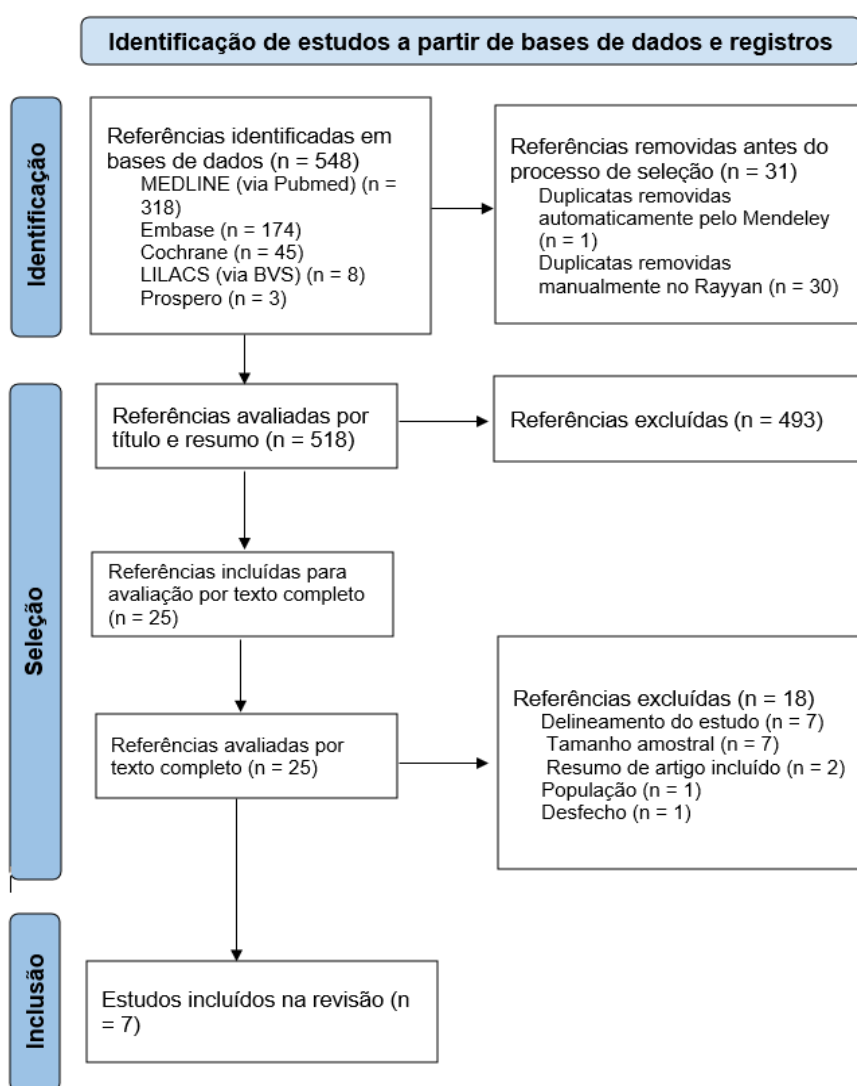 Identificação de estudos a partir de bases de dados e registros
Identificação
Referências identificadas em
bases de dados (n = 548)
MEDLINE (via Pubmed) (n =
318)
Embase (n = 174)
Cochrane (n = 45)
LILACS (via BVS) (n = 8)
Prospero (n = 3)
Referências removidas antes do
processo de seleção (n = 31)
Duplicatas removidas
automaticamente pelo Mendeley
(n = 1)
Duplicatas removidas
manualmente no Rayyan (n = 30)
Seleção
Referências avaliadas por
título e resumo (n = 518)
Referências excluídas (n = 493)
Referências incluídas para
avaliação por texto completo
(n = 25)
Referências avaliadas por
texto completo (n = 25)
Referências excluídas (n = 18)
Delineamento do estudo (n = 7)
Tamanho amostral (n = 7)
Resumo de artigo incluído (n = 2)
População (n = 1)
Desfecho (n = 1)
Inclusão
Estudos incluídos na revisão (n
= 7)